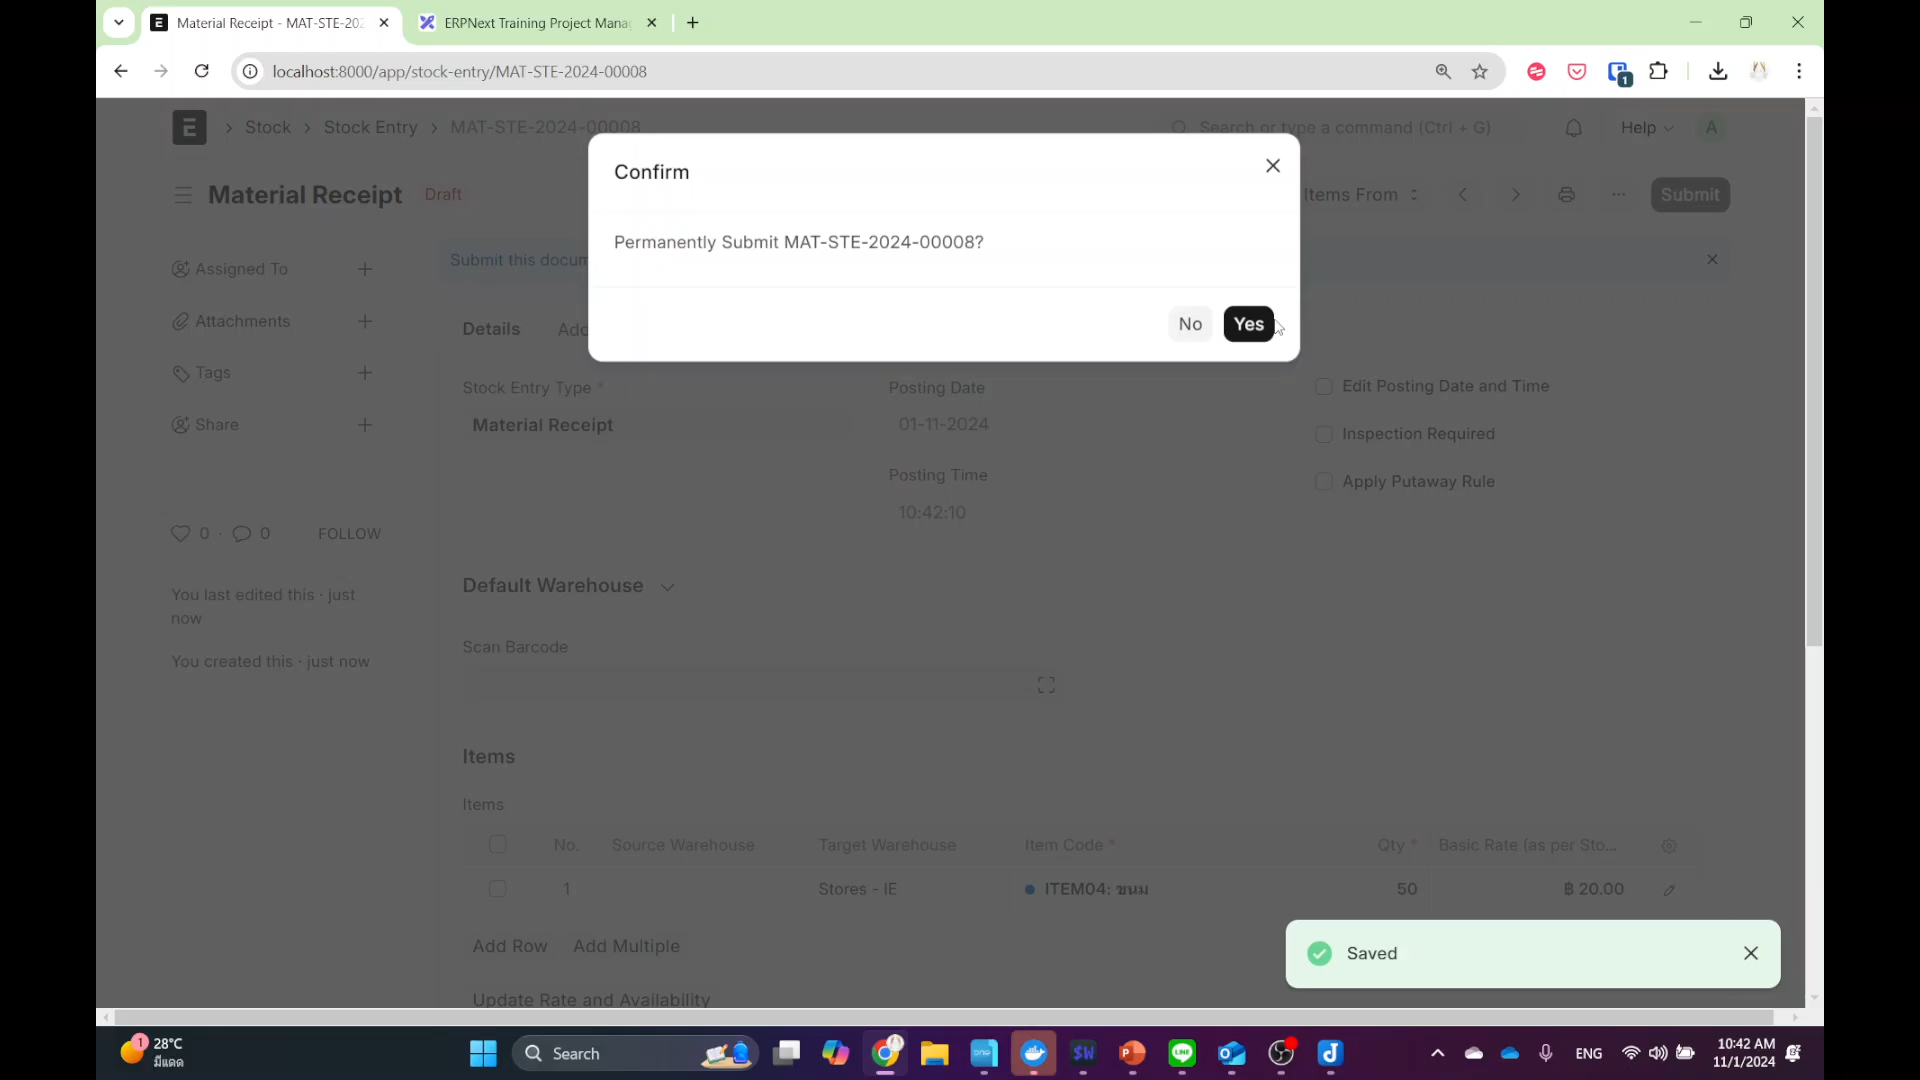 Material Receipt - MAT-STE-202
ERPNext Training Project Mana
localhost:8000/app/stock-entry/MAT-STE-2024-00008
1
E
Stock
Stock Entry
MAT-STE-2024-00008
Search or type a command (Ctrl + G)
Help
A
Confirm
Material Receipt
Draft
Items From
Submit
Permanently Submit MAT-STE-2024-00008?
Submit this docum
Assigned To
No
Yes
Attachments
Details
Add
Tags
Stock Entry Type *
Posting Date
Edit Posting Date and Time
Share
Material Receipt
01-11-2024
Inspection Required
Posting Time
Apply Putaway Rule
10:42:10
0 · 0
FOLLOW
You last edited this · just
now
Default Warehouse
Scan Barcode
You created this · just now
Items
Items
No.
Source Warehouse
Target Warehouse
Item Code *
Qty *
Basic Rate (as per Sto...
1
Stores - IE
ITEM04: ขนม
50
฿ 20.00
Add Row
Add Multiple
Saved
Update Rate and Availability
1
28°C
มีแดด
Search
ENG
10:42 AM
11/1/2024